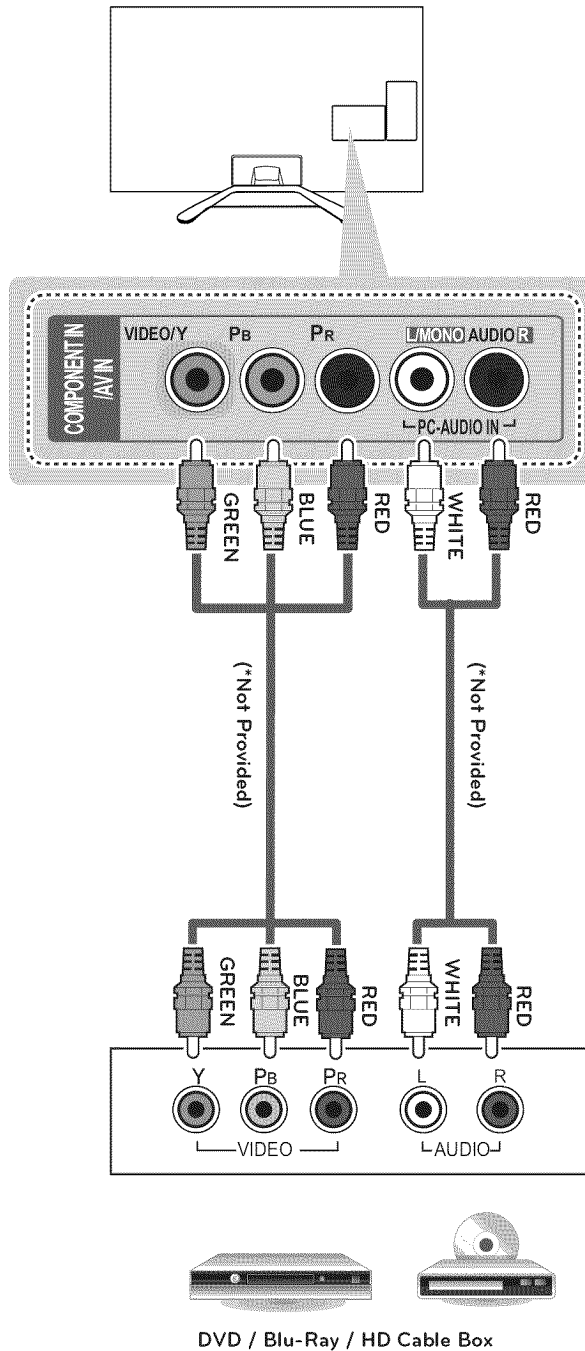 COMPONENT IN
/AV IN
VIDEO/Y PB PR L/MONO AUDIO R
PC-AUDIO IN
GREEN
BLUE
RED
WHITE
RED
(*Not Provided)
(*Not Provided)
GREEN
BLUE
RED
WHITE
RED
Y PB PR L R
VIDEO AUDIO
DVD / Blu-Ray / HD Cable Box